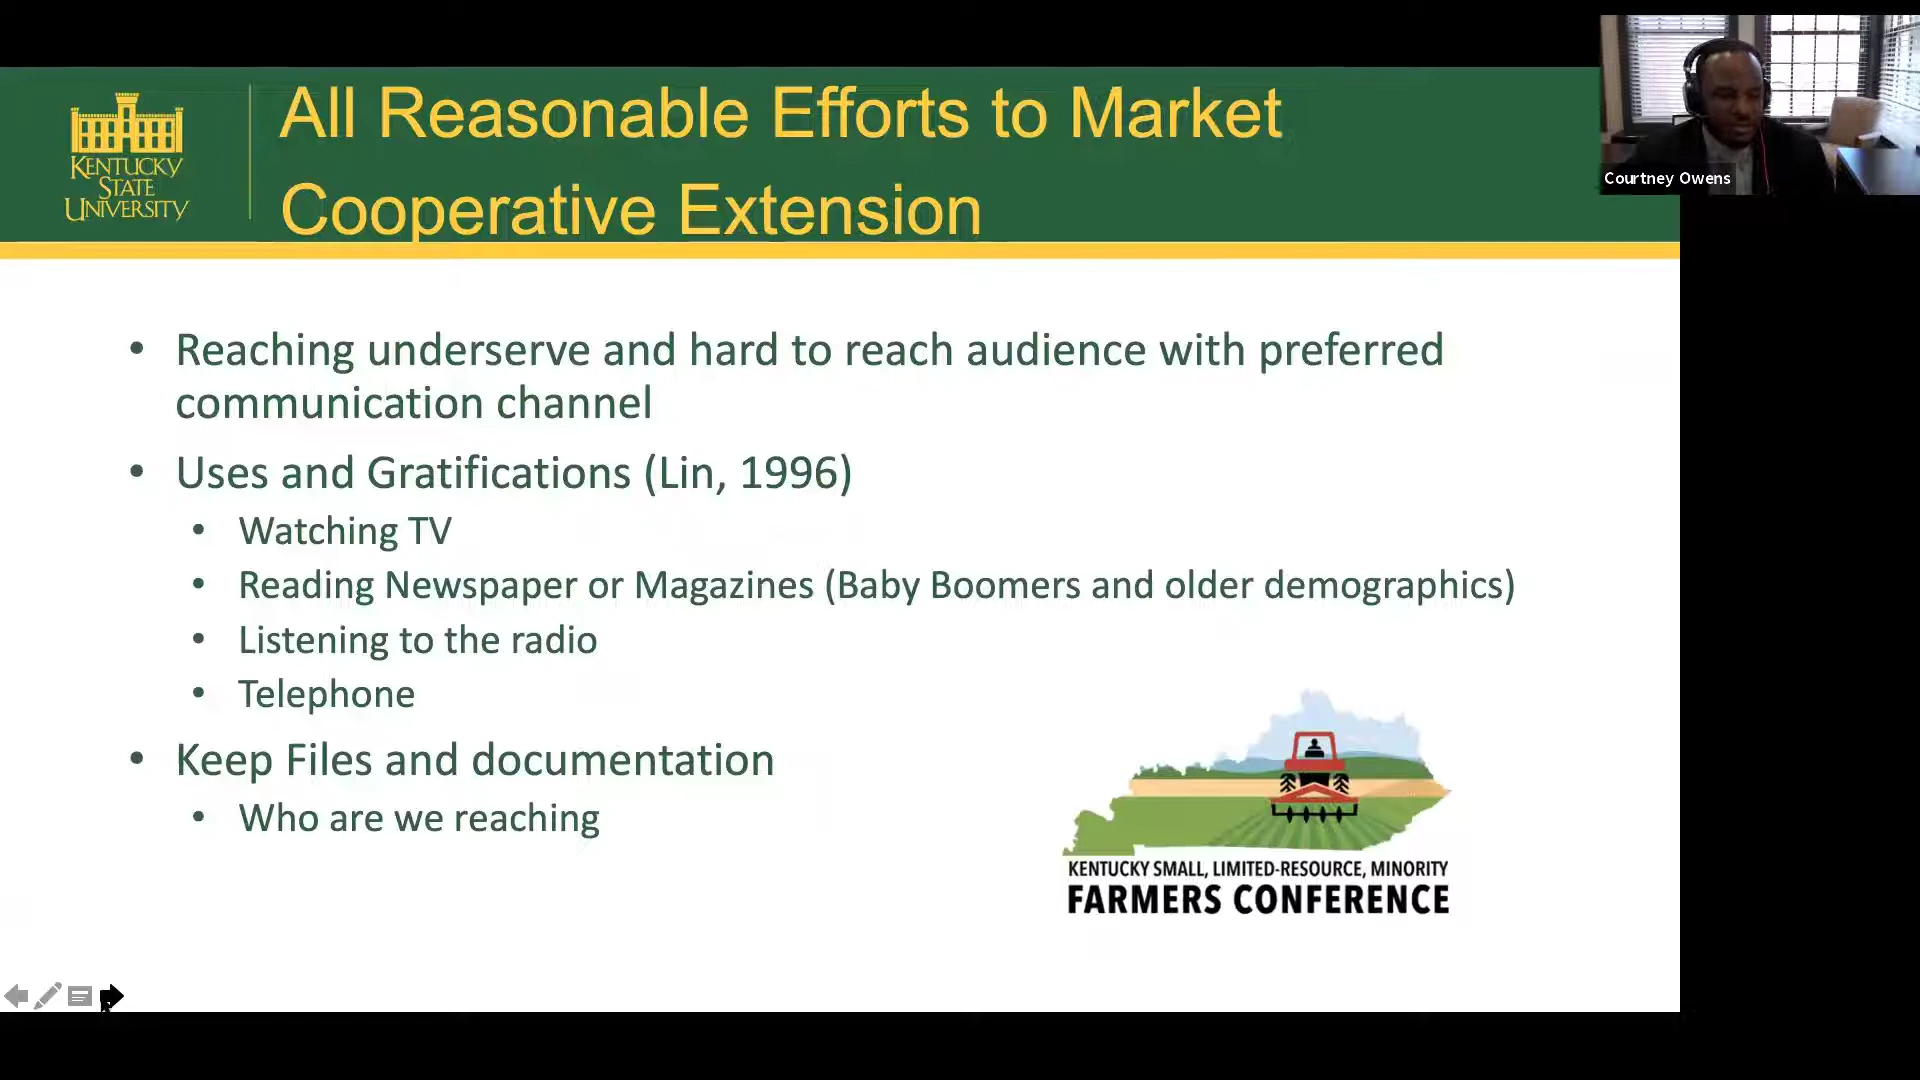 All Reasonable Efforts to Market
Cooperative Extension
KENTUCKY
STATE
UNIVERSITY
Courtney Owens
• Reaching underserve and hard to reach audience with preferred
communication channel
• Uses and Gratifications (Lin, 1996)
• Watching TV
• Reading Newspaper or Magazines (Baby Boomers and older demographics)
• Listening to the radio
• Telephone
• Keep Files and documentation
• Who are we reaching
KENTUCKY SMALL, LIMITED-RESOURCE, MINORITY
FARMERS CONFERENCE